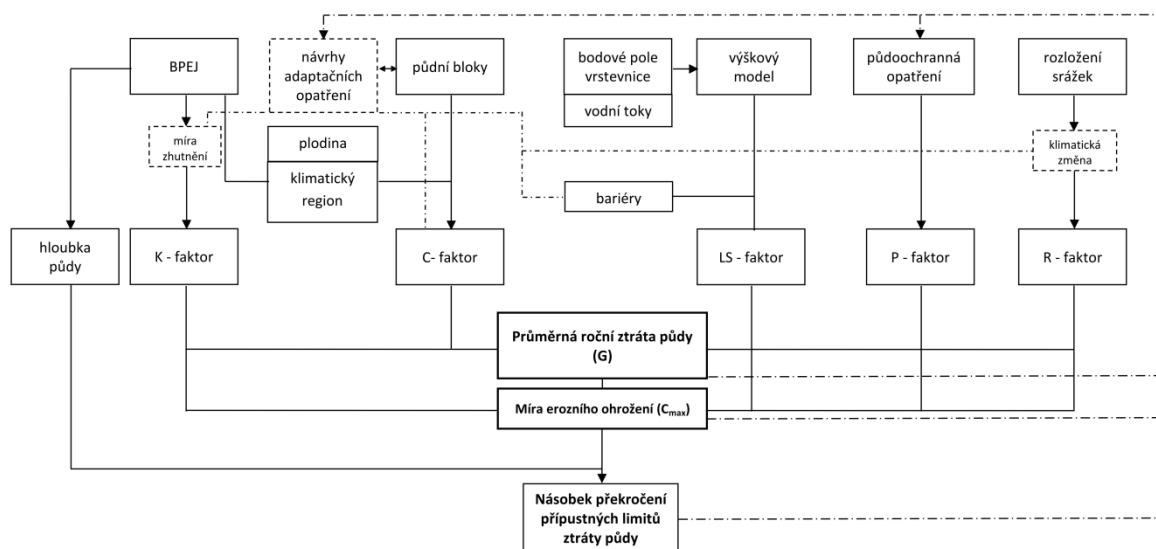 BPEJ
návrhy
adaptačních
opatření
půdní bloky
bodové pole
vrstevnice
vodní toky
výškový
model
půdoochranná
opatření
rozložení
srážek
míra
zhutnění
plodina
klimatický
region
bariéry
klimatická
změna
hloubka
půdy
K - faktor
C- faktor
LS - faktor
P - faktor
R - faktor
Průměrná roční ztráta půdy
(G)
Míra erozního ohrožení (Cmax)
Násobek překročení
přípustných limitů
ztráty půdy